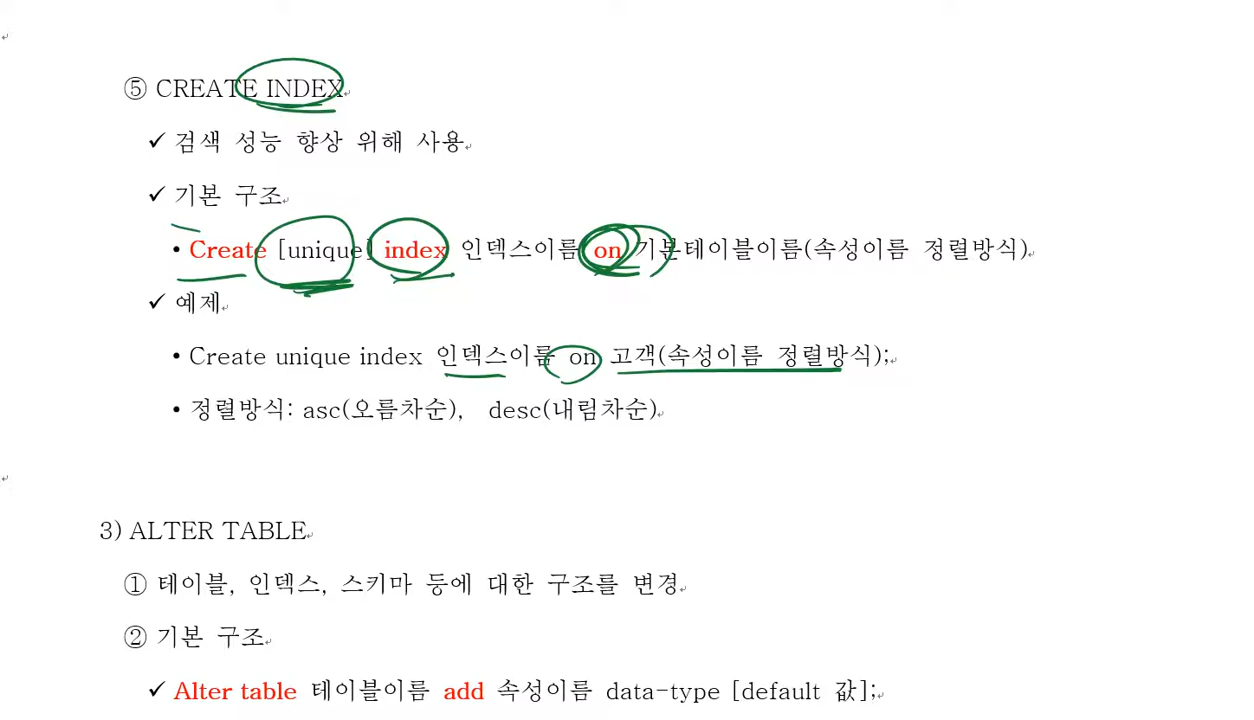 ⑤ CREATE INDEX
✓ 검색 성능 향상 위해 사용
✓ 기본 구조
• Create [unique] index 인덱스이름 on 기본테이블이름(속성이름 정렬방식)
✓ 예제
• Create unique index 인덱스이름 on 고객(속성이름 정렬방식);
• 정렬방식: asc(오름차순), desc(내림차순)
3) ALTER TABLE
① 테이블, 인덱스, 스키마 등에 대한 구조를 변경
② 기본 구조
✓ Alter table 테이블이름 add 속성이름 data-type [default 값];